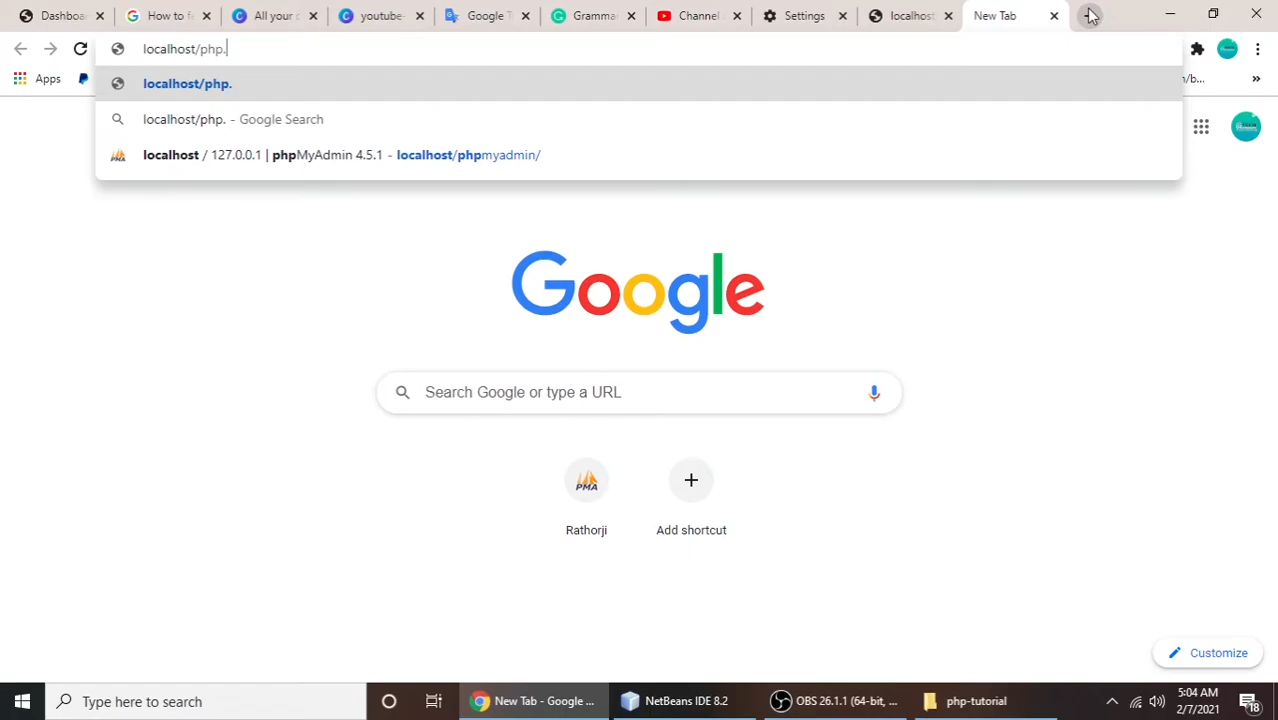 Dashboa
How to fe
All your d
youtube
Google T
Gramma
Channel
Settings
localhost
New Tab
localhost/php.
Apps
localhost/php.
localhost/php. - Google Search
localhost / 127.0.0.1 | phpMyAdmin 4.5.1 - localhost/phpmyadmin/
/b...
»
Google
Search Google or type a URL
PMA
Rathorji
Add shortcut
Customize
Type here to search
New Tab - Google ...
NetBeans IDE 8.2
OBS 26.1.1 (64-bit, ...
php-tutorial
5:04 AM
2/7/2021
18